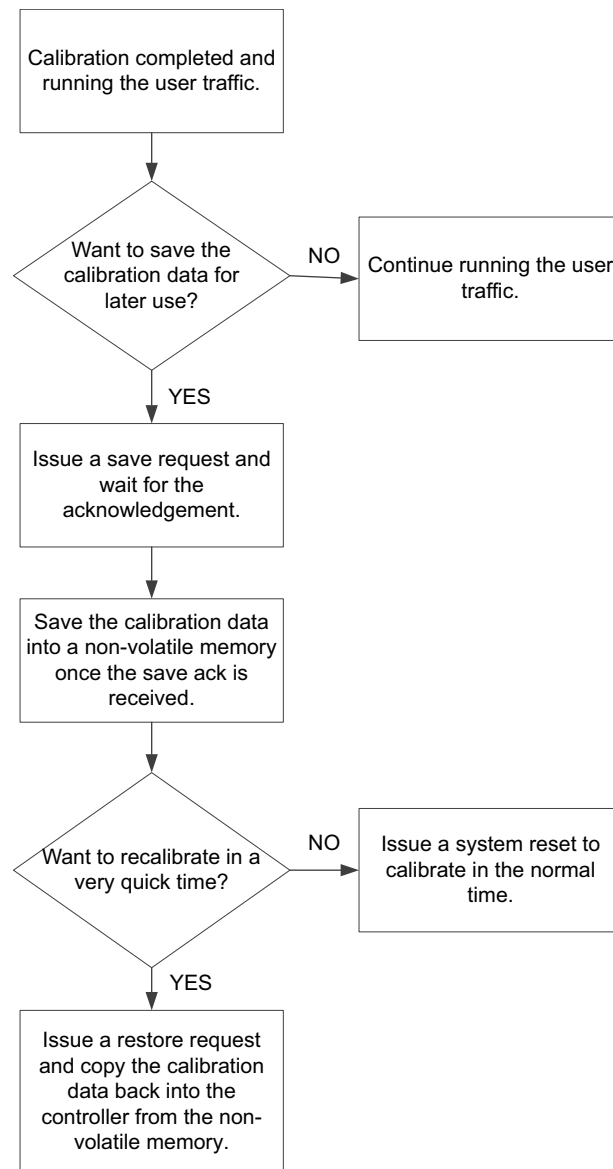 Calibration completed and
running the user traffic.
Want to save the
calibration data for
later use?
NO
Continue running the user
traffic.
YES
Issue a save request and
wait for the
acknowledgement.
Save the calibration data
into a non-volatile memory
once the save ack is
received.
Want to recalibrate in a
very quick time?
NO
Issue a system reset to
calibrate in the normal
time.
YES
Issue a restore request
and copy the calibration
data back into the
controller from the non-
volatile memory.